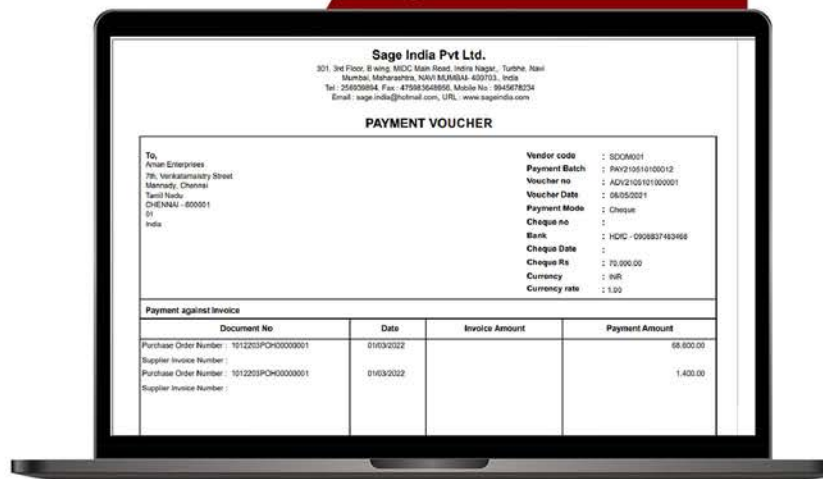 Sage India Pvt Ltd.
301, 3rd Floor, B wing, MIDC Main Road, Indira Nagar,, Turbhe, Navi
Mumbai, Maharashtra, NAVI MUMBAI- 400703., India
Tel : 256939894, Fax : 475983648656, Mobile No : 9945678234
Email : sage.india@hotmail.com, URL : www.sageindia.com
PAYMENT VOUCHER
To,
Aman Enterprises
7th, Venkatamaistry Street
Mannady, Chennai
Tamil Nadu
CHENNAI - 600001
01
India
Vendor code : SDOM001
Payment Batch : PAY210510100012
Voucher no : ADV2105101000001
Voucher Date : 06/05/2021
Payment Mode : Cheque
Cheque no :
Bank : HDFC - 0906837463466
Cheque Date :
Cheque Rs : 70,000.00
Currency : INR
Currency rate : 1.00
Payment against Invoice
Document No Date Invoice Amount Payment Amount
Purchase Order Number : 1012203POH00000001 01/03/2022 68,600.00
Supplier Invoice Number :
Purchase Order Number : 1012203POH00000001 01/03/2022 1,400.00
Supplier Invoice Number :